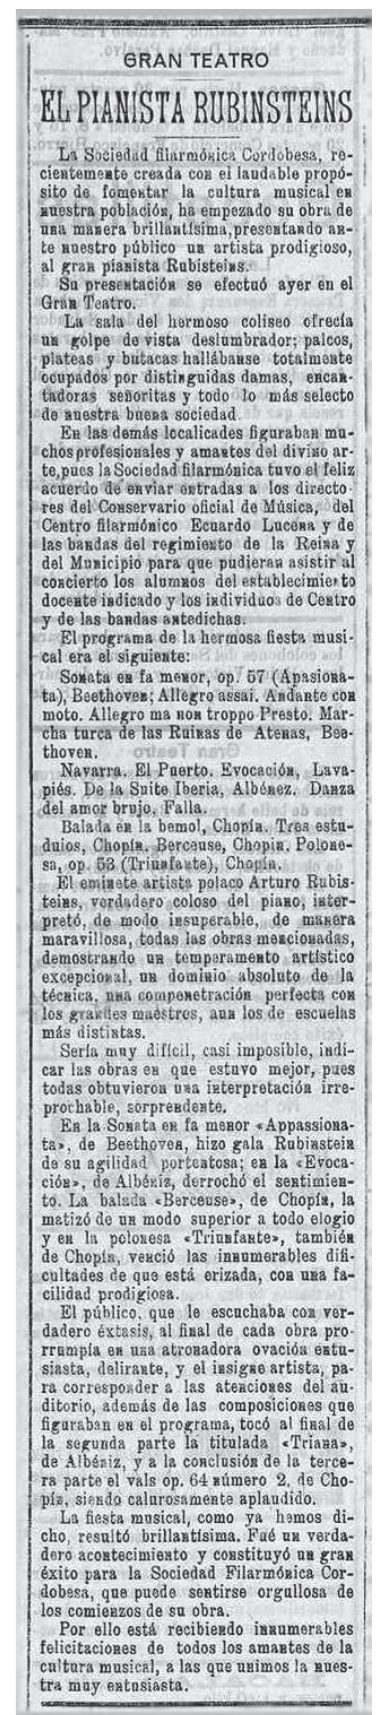 GRAN TEATRO
EL PIANISTA RUBINSTEINS
La Sociedad filarmónica Cordobesa, re-
cientemente creada con el laudable propó-
sito de fomentar la cultura musical en
nuestra población, ha empezado su obra de
una manera brillantísima, presentando an-
te nuestro público un artista prodigioso,
al gran pianista Rubisteins.
Su presentación se efectuó ayer en el
Gran Teatro.
La sala del hermoso coliseo ofrecía
un golpe de vista deslumbrador; palcos,
plateas y butacas hallábanse totalmente
ocupados por distinguidas damas, encan-
tadoras señoritas y todo lo más selecto
de nuestra buena sociedad.
En las demás localicades figuraban mu-
chos profesionales y amantes del divino ar-
te, pues la Sociedad filarmónica tuvo el feliz
acuerdo de enviar entradas a los directo-
res del Conservario oficial de Música, del
Centro filarmónico Ecuardo Lucena y de
las bandas del regimiento de la Reina y
del Municipio para que pudieran asistir al
concierto los alumnos del establecimiento
docente indicado y los individuos de Centro
y de las bandas antedichas.
El programa de la hermosa fiesta musi-
cal era el siguiente:
Sonata en fa menor, op. 57 (Apasiona-
ta), Beethoven; Allegro assai. Andante con
moto. Allegro ma non troppo Presto. Mar-
cha turca de las Ruinas de Atenas, Bee-
thoven.
Navarra. El Puerto. Evocación, Lava-
piés. De la Suite Iberia, Albénez. Danza
del amor brujo, Falla.
Balada en la bemol, Chopin. Tres estu-
duios, Chopin. Berceuse, Chopin. Polone-
sa, op. 53 (Triunfante), Chopin.
El eminete artista polaco Arturo Rubis-
teins, verdadero coloso del piano, inter-
pretó, de modo insuperable, de manera
maravillosa, todas las obras mencionadas,
demostrando un temperamento artístico
excepcional, un dominio absoluto de la
técnica, una compenetración perfecta con
los grandes maestros, aun los de escuelas
más distintas.
Sería muy difícil, casi imposible, indi-
car las obras en que estuvo mejor, pues
todas obtuvieron una interpretación irre-
prochable, sorprendente.
En la Sonata en fa menor «Appassiona-
ta», de Beethoven, hizo gala Rubinstein
de su agilidad portentosa; en la «Evoca-
ción», de Albéniz, derrochó el sentimien-
to. La balada «Berceuse», de Chopín, la
matizó de un modo superior a todo elogio
y en la polonesa «Triunfante», también
de Chopín, venció las innumerables difi-
cultades de que está erizada, con una fa-
cilidad prodigiosa.
El público, que le escuchaba con ver-
dadero éxtasis, al final de cada obra pro-
rrumpía en una atronadora ovación entu-
siasta, delirante, y el insigne artista, pa-
ra corresponder a las atenciones del au-
ditorio, además de las composiciones que
figuraban en el programa, tocó al final de
la segunda parte la titulada «Triana»,
de Albéniz, y a la conclusión de la terce-
ra parte el vals op. 64 número 2, de Cho-
pín, siendo calurosamente aplaudido.
La fiesta musical, como ya hemos di-
cho, resultó brillantísima. Fué un verda-
dero acontecimiento y constituyó un gran
éxito para la Sociedad Filarmónica Cor-
dobesa, que puede sentirse orgullosa de
los comienzos de su obra.
Por ello está recibiendo innumerables
felicitaciones de todos los amantes de la
cultura musical, a las que unimos la nues-
tra muy entusiasta.